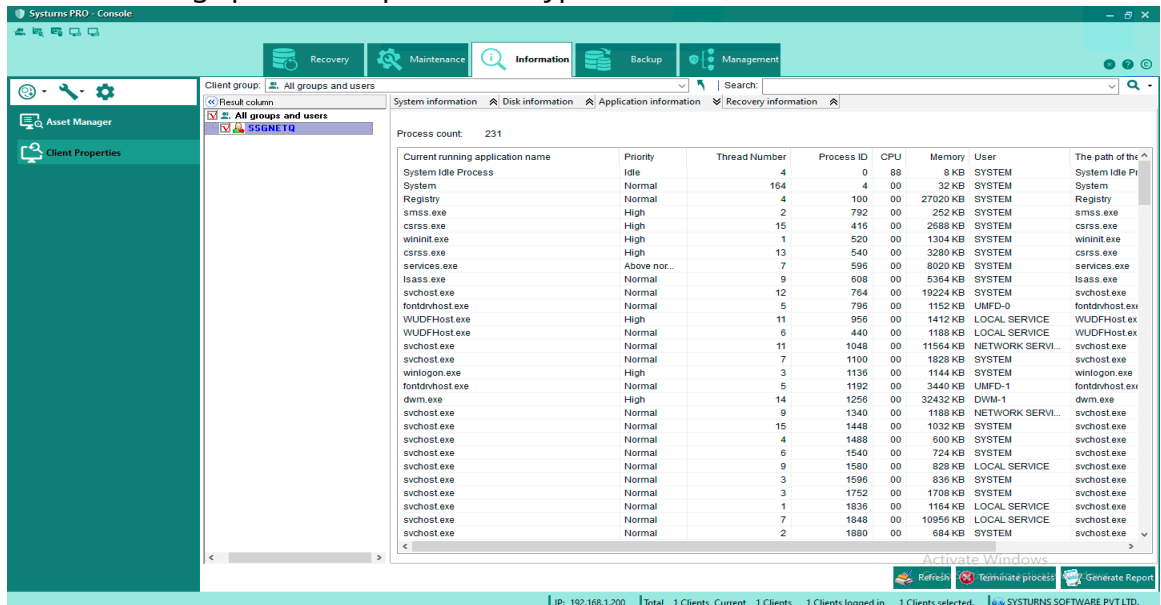 Systurns PRO - Console
Recovery
Maintenance
Information
Backup
Management
Client group: All groups and users
Search:
Asset Manager
Client Properties
Result column
All groups and users
SSGNETQ
System information Disk information Application information Recovery information
Process count: 231
Current running application name Priority Thread Number Process ID CPU Memory User The path of the
System Idle Process Idle 4 0 88 8 KB SYSTEM System Idle Pr
System Normal 164 4 00 32 KB SYSTEM System
Registry Normal 4 100 00 27020 KB SYSTEM Registry
smss.exe High 2 792 00 252 KB SYSTEM smss.exe
csrss.exe High 15 416 00 2688 KB SYSTEM csrss.exe
wininit.exe High 1 520 00 1304 KB SYSTEM wininit.exe
csrss.exe High 13 540 00 3280 KB SYSTEM csrss.exe
services.exe Above nor... 7 596 00 8020 KB SYSTEM services.exe
lsass.exe Normal 9 608 00 5364 KB SYSTEM lsass.exe
svchost.exe Normal 12 764 00 19224 KB SYSTEM svchost.exe
fontdrvhost.exe Normal 5 796 00 1152 KB UMFD-0 fontdrvhost.exe
WUDFHost.exe High 11 956 00 1412 KB LOCAL SERVICE WUDFHost.ex
WUDFHost.exe Normal 6 440 00 1188 KB LOCAL SERVICE WUDFHost.ex
svchost.exe Normal 11 1048 00 11564 KB NETWORK SERVI... svchost.exe
svchost.exe Normal 7 1100 00 1828 KB SYSTEM svchost.exe
winlogon.exe High 3 1136 00 1144 KB SYSTEM winlogon.exe
fontdrvhost.exe Normal 5 1192 00 3440 KB UMFD-1 fontdrvhost.exe
dwm.exe High 14 1256 00 32432 KB DWM-1 dwm.exe
svchost.exe Normal 9 1340 00 1188 KB NETWORK SERVI... svchost.exe
svchost.exe Normal 15 1448 00 1032 KB SYSTEM svchost.exe
svchost.exe Normal 4 1488 00 600 KB SYSTEM svchost.exe
svchost.exe Normal 6 1540 00 724 KB SYSTEM svchost.exe
svchost.exe Normal 9 1580 00 828 KB LOCAL SERVICE svchost.exe
svchost.exe Normal 3 1596 00 836 KB SYSTEM svchost.exe
svchost.exe Normal 3 1752 00 1708 KB SYSTEM svchost.exe
svchost.exe Normal 1 1836 00 1164 KB LOCAL SERVICE svchost.exe
svchost.exe Normal 7 1848 00 10956 KB LOCAL SERVICE svchost.exe
svchost.exe Normal 2 1880 00 684 KB SYSTEM svchost.exe
Activate Windows
Refresh Terminate process Generate Report
IP: 192.168.1.200 Total 1 Clients, Current 1 Clients 1 Clients logged in 1 Clients selected. SYSTURNS SOFTWARE PVT LTD.